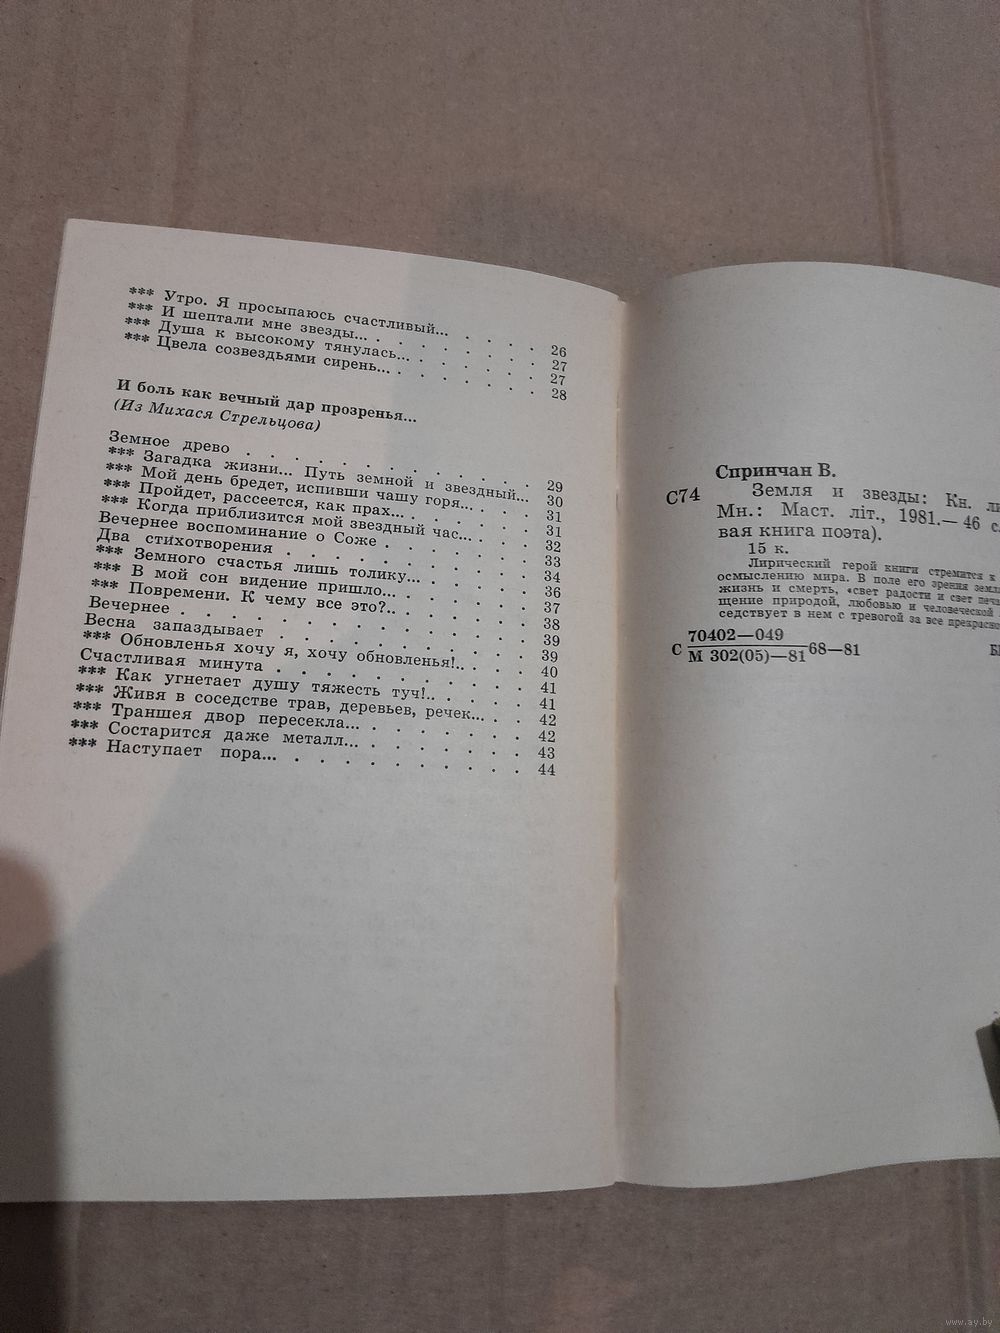 *** Утро. Я просыпаюсь счастливый... . . . . 26
*** И шептали мне звезды... . . . . . . . 27
*** Душа к высокому тянулась... . . . . . . 27
*** Цвела созвездьями сирень... . . . . . . 28
И боль как вечный дар прозренья...
(Из Михася Стрельцова)
Земное древо . . . . . . . . . . 29
*** Загадка жизни... Путь земной и звездный... 30
*** Мой день бредет, испивши чашу горя... . . 31
*** Пройдет, рассеется, как прах... . . . . . 31
*** Когда приблизится мой звездный час... . . 32
Вечернее воспоминание о Соже . . . . . . 33
Два стихотворения . . . . . . . . . 34
*** Земного счастья лишь толику... . . . . . 36
*** В мой сон видение пришло... . . . . . . 37
*** Повремени. К чему все это?.. . . . . . 38
Вечернее . . . . . . . . . . . . 39
Весна запаздывает . . . . . . . . . 39
*** Обновленья хочу я, хочу обновленья!.. . . 40
Счастливая минута . . . . . . . . . 41
*** Как угнетает душу тяжесть туч!.. . . . . 41
*** Живя в соседстве трав, деревьев, речек... . 42
*** Траншея двор пересекла... . . . . . . 42
*** Состарится даже металл... . . . . . . 43
*** Наступает пора... . . . . . . . . . 44
Спринчан В.
С74 Земля и звезды: Кн.
Мн.: Маст. літ., 1981.— 46 с.
вая книга поэта).
15 к.
Лирический герой книги стремится к
осмыслению мира. В поле его зрения
жизнь и смерть, «свет радости и свет
щение природой, любовью и человеческой
седствует в нем с тревогой за все
70402—049
С М 302(05)—81 68—81
www.ay.by